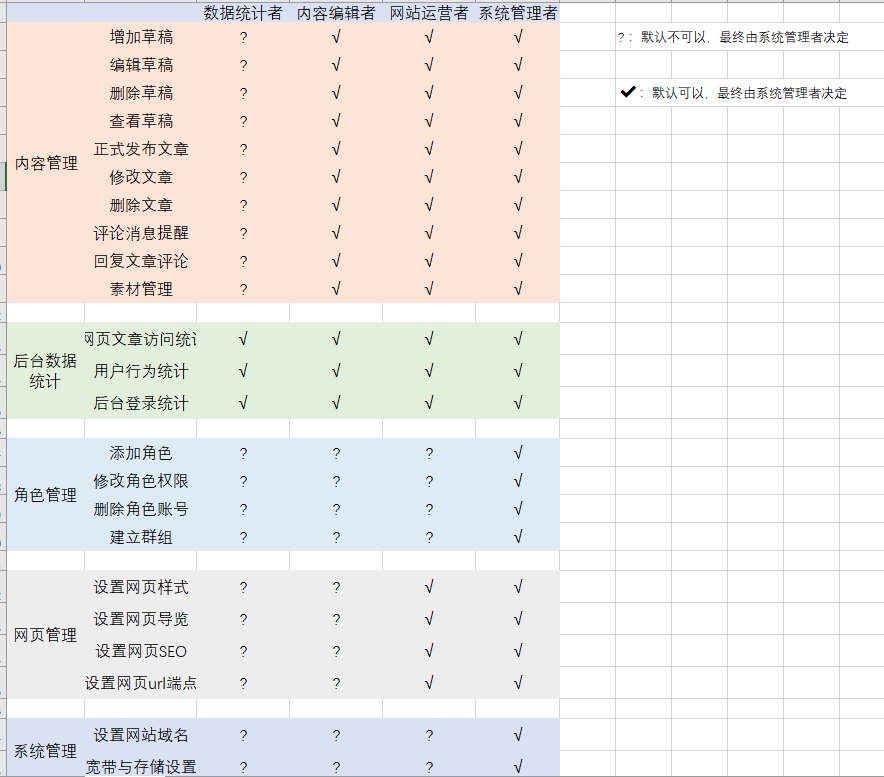 数据统计者 内容编辑者 网站运营者 系统管理者
增加草稿 ? √ √ √ ?：默认不可以，最终由系统管理者决定
编辑草稿 ? √ √ √
删除草稿 ? √ √ √ ✔：默认可以，最终由系统管理者决定
查看草稿 ? √ √ √
正式发布文章 ? √ √ √
内容管理
修改文章 ? √ √ √
删除文章 ? √ √ √
评论消息提醒 ? √ √ √
回复文章评论 ? √ √ √
素材管理 ? √ √ √
网页文章访问统计 √ √ √ √
后台数据
用户行为统计 √ √ √ √
统计
后台登录统计 √ √ √ √
添加角色 ? ? ? √
修改角色权限 ? ? ? √
角色管理
删除角色账号 ? ? ? √
建立群组 ? ? ? √
设置网页样式 ? ? √ √
设置网页导览 ? ? √ √
网页管理
设置网页SEO ? ? √ √
设置网页url端点 ? ? √ √
设置网站域名 ? ? ? √
系统管理
宽带与存储设置 ? ? ? √